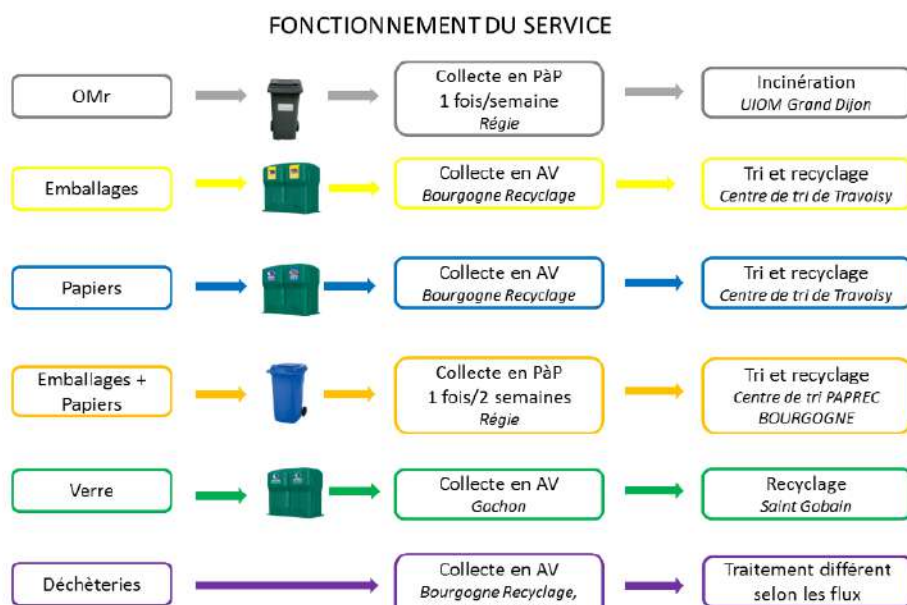 FONCTIONNEMENT DU SERVICE
OMr
Collecte en PàP
1 fois/semaine
Régie
Incinération
UIOM Grand Dijon
Emballages
Collecte en AV
Bourgogne Recyclage
Tri et recyclage
Centre de tri de Travoisy
Papiers
Collecte en AV
Bourgogne Recyclage
Tri et recyclage
Centre de tri de Travoisy
Emballages +
Papiers
Collecte en PàP
1 fois/2 semaines
Régie
Tri et recyclage
Centre de tri PAPREC
BOURGOGNE
Verre
Collecte en AV
Gachon
Recyclage
Saint Gobain
Déchèteries
Collecte en AV
Bourgogne Recyclage,
Traitement différent
selon les flux